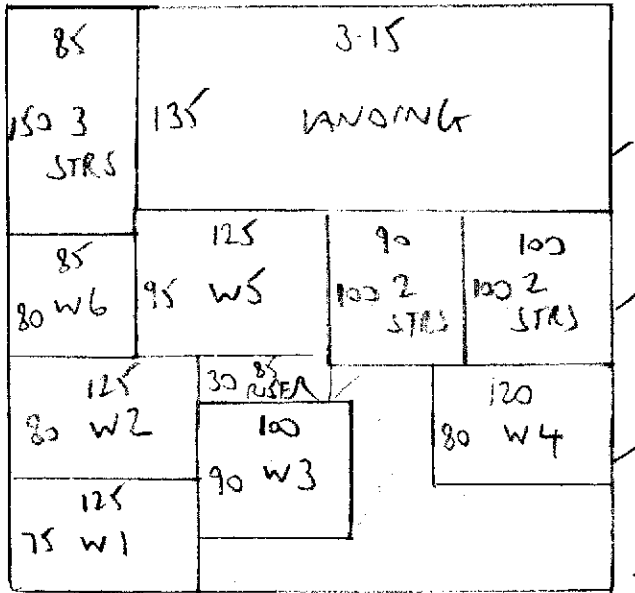 85
150 3
STRS
3.15
135 LANDING
85
80 W6
125
95 W5
90
100 2
STRS
100
100 2
STRS
125
80 W2
85
30 RISER
100
90 W3
120
80 W4
125
75 W1